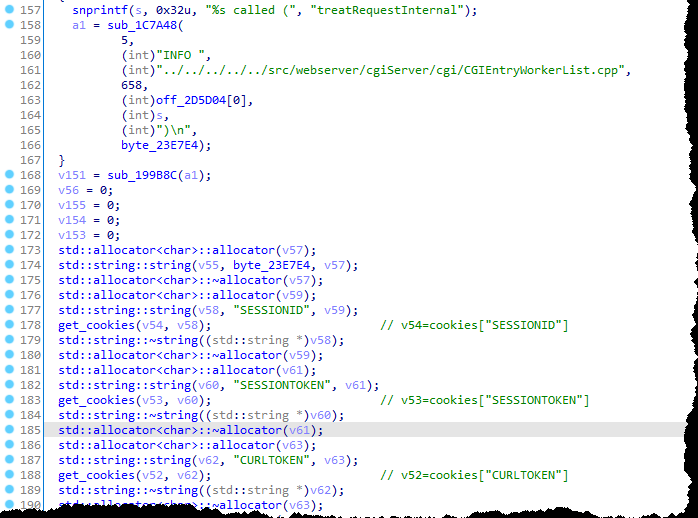 157 snprintf(s, 0x32u, "%s called (", "treatRequestInternal");
158 a1 = sub_1C7A48(
159 5,
160 (int)"INFO ",
161 (int)"../../../../../src/webserver/cgiServer/cgi/CGIEntryWorkerList.cpp",
162 658,
163 (int)off_2D5D04[0],
164 (int)s,
165 (int)")\n",
166 byte_23E7E4);
167 }
168 v151 = sub_199B8C(a1);
169 v56 = 0;
170 v155 = 0;
171 v154 = 0;
172 v153 = 0;
173 std::allocator<char>::allocator(v57);
174 std::string::string(v55, byte_23E7E4, v57);
175 std::allocator<char>::~allocator(v57);
176 std::allocator<char>::allocator(v59);
177 std::string::string(v58, "SESSIONID", v59);
178 get_cookies(v54, v58); // v54=cookies["SESSIONID"]
179 std::string::~string((std::string *)v58);
180 std::allocator<char>::~allocator(v59);
181 std::allocator<char>::allocator(v61);
182 std::string::string(v60, "SESSIONTOKEN", v61);
183 get_cookies(v53, v60); // v53=cookies["SESSIONTOKEN"]
184 std::string::~string((std::string *)v60);
185 std::allocator<char>::~allocator(v61);
186 std::allocator<char>::allocator(v63);
187 std::string::string(v62, "CURLTOKEN", v63);
188 get_cookies(v52, v62); // v52=cookies["CURLTOKEN"]
189 std::string::~string((std::string *)v62);
190 std::allocator<char>::~allocator(v63);